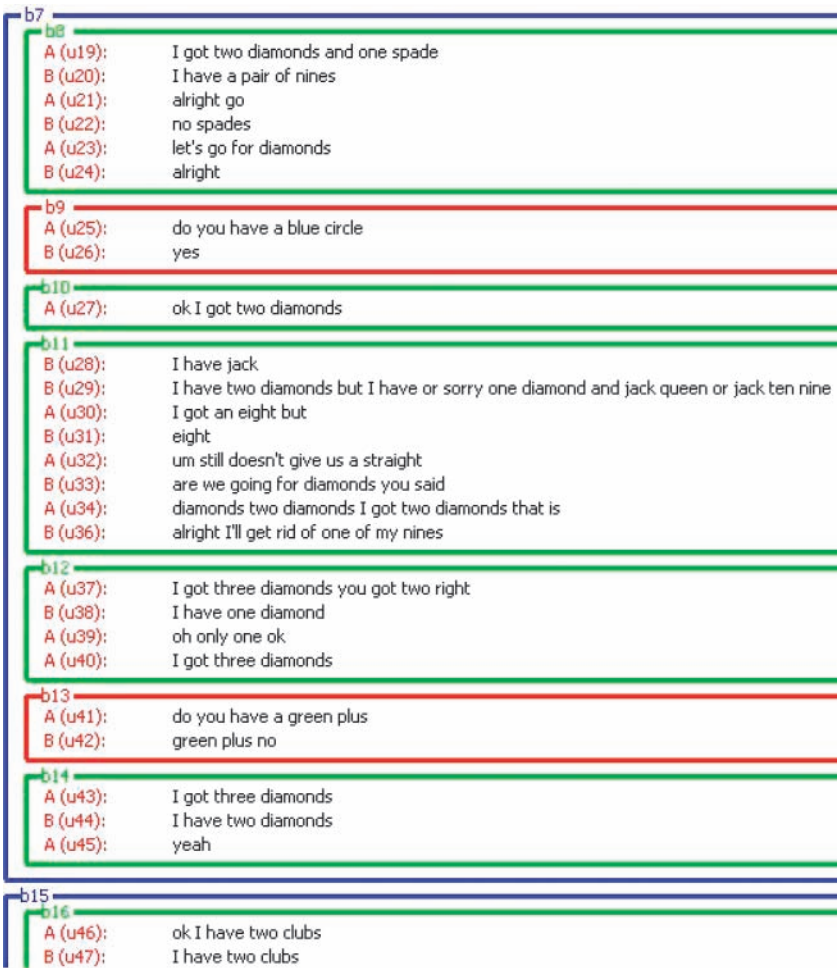 b7
b8
A (u19): I got two diamonds and one spade
B (u20): I have a pair of nines
A (u21): alright go
B (u22): no spades
A (u23): let's go for diamonds
B (u24): alright
b9
A (u25): do you have a blue circle
B (u26): yes
b10
A (u27): ok I got two diamonds
b11
B (u28): I have jack
B (u29): I have two diamonds but I have or sorry one diamond and jack queen or jack ten nine
A (u30): I got an eight but
B (u31): eight
A (u32): um still doesn't give us a straight
B (u33): are we going for diamonds you said
A (u34): diamonds two diamonds I got two diamonds that is
B (u36): alright I'll get rid of one of my nines
b12
A (u37): I got three diamonds you got two right
B (u38): I have one diamond
A (u39): oh only one ok
A (u40): I got three diamonds
b13
A (u41): do you have a green plus
B (u42): green plus no
b14
A (u43): I got three diamonds
B (u44): I have two diamonds
A (u45): yeah
b15
b16
A (u46): ok I have two clubs
B (u47): I have two clubs